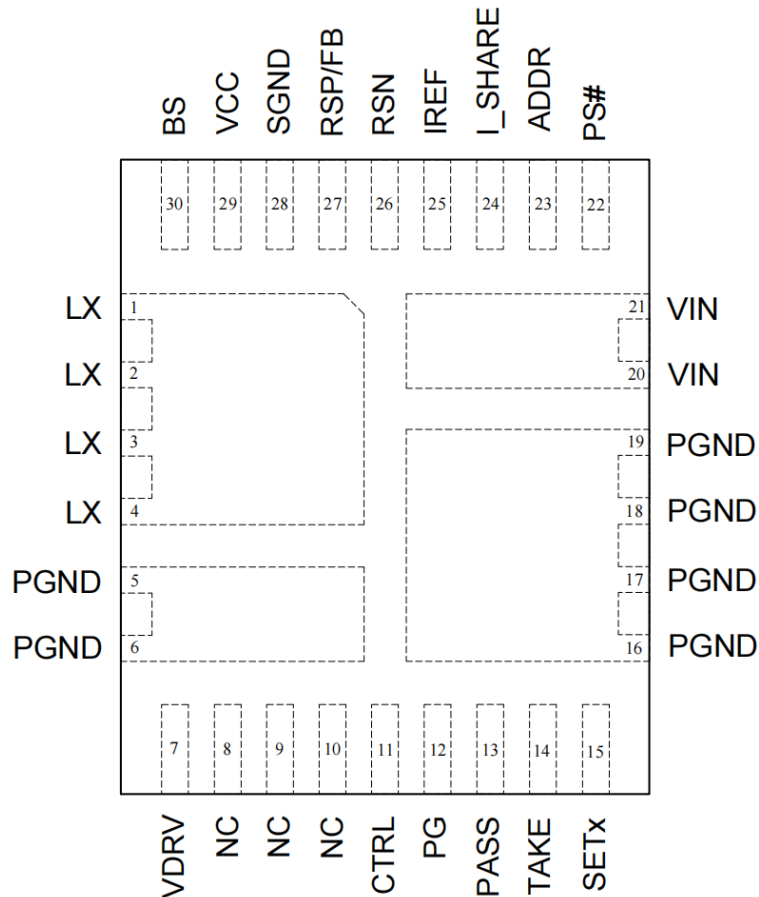 BS VCC SGND RSP/FB RSN IREF I_SHARE ADDR PS#
30 29 28 27 26 25 24 23 22
LX 1 21 VIN
LX 2 20 VIN
LX 3 19 PGND
LX 4 18 PGND
PGND 5 17 PGND
PGND 6 16 PGND
7 8 9 10 11 12 13 14 15
VDRV NC NC NC CTRL PG PASS TAKE SETx